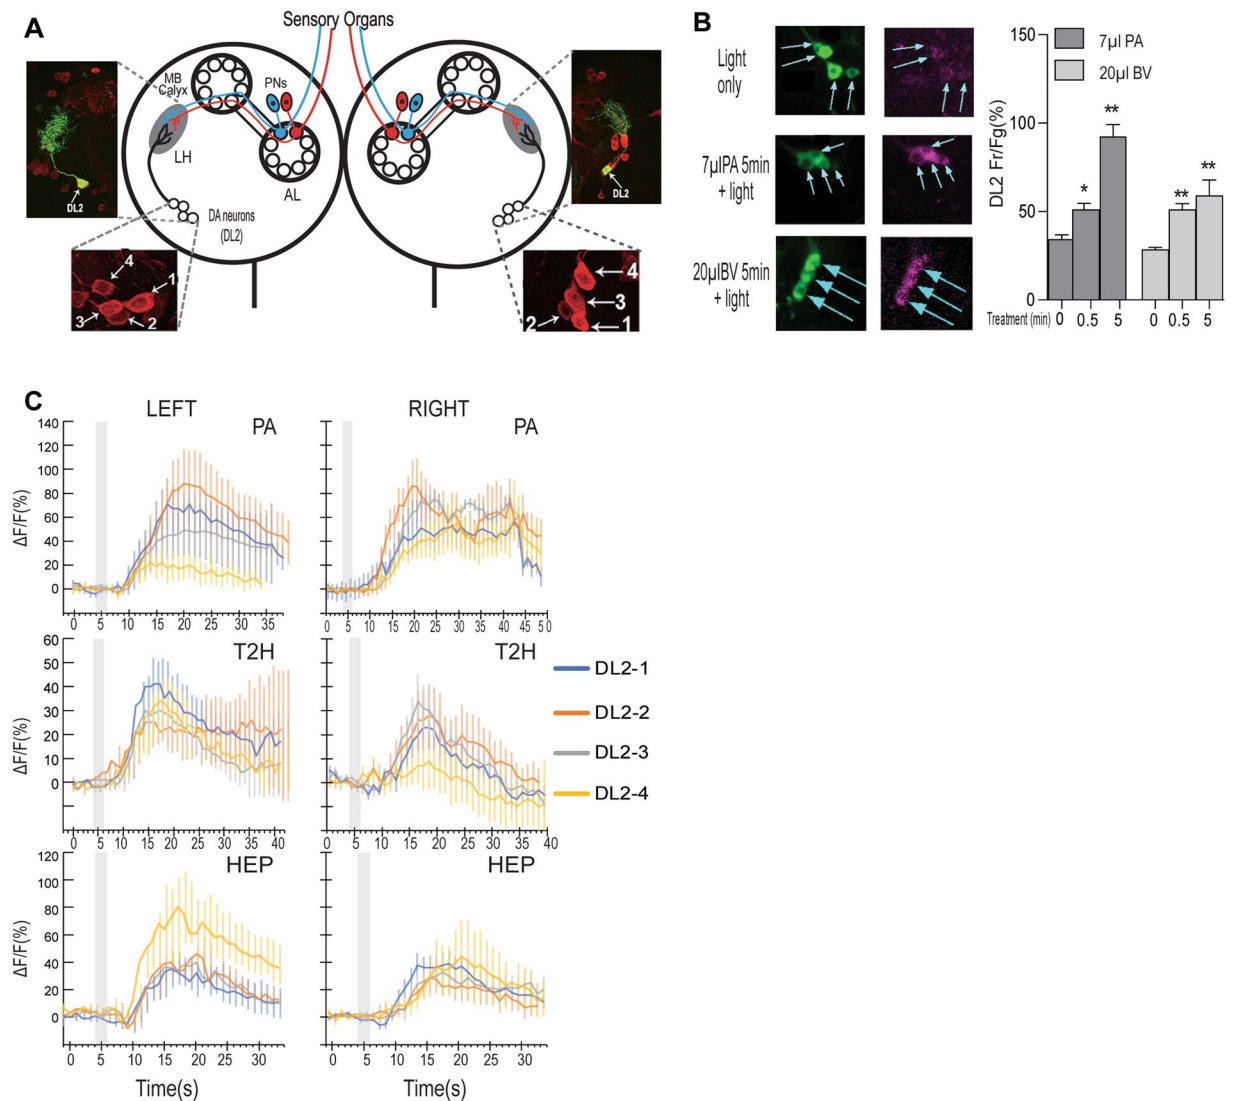 A
Sensory Organs
MB
Calyx
PNs
LH
AL
DL2
DL2
DA neurons
(DL2)
4
1
3
2
4
3
2
1
B
Light
only
7µlPA 5min
+ light
20µlBV 5min
+ light
DL2 Fr/Fg(%)
150
100
50
0
7µl PA
20µl BV
*
**
**
**
Treatment (min)
0 0.5 5
0 0.5 5
C
LEFT
RIGHT
PA
PA
ΔF/F(%)
140
120
100
80
60
40
20
0
0 5 10 15 20 25 30 35
0 5 10 15 20 25 30 35 40 45 50
T2H
T2H
ΔF/F(%)
60
50
40
30
20
10
0
0 5 10 15 20 25 30 35 40
0 5 10 15 20 25 30 35 40
DL2-1
DL2-2
DL2-3
DL2-4
HEP
HEP
ΔF/F(%)
120
100
80
60
40
20
0
0 5 10 15 20 25 30
0 5 10 15 20 25 30
Time(s)
Time(s)